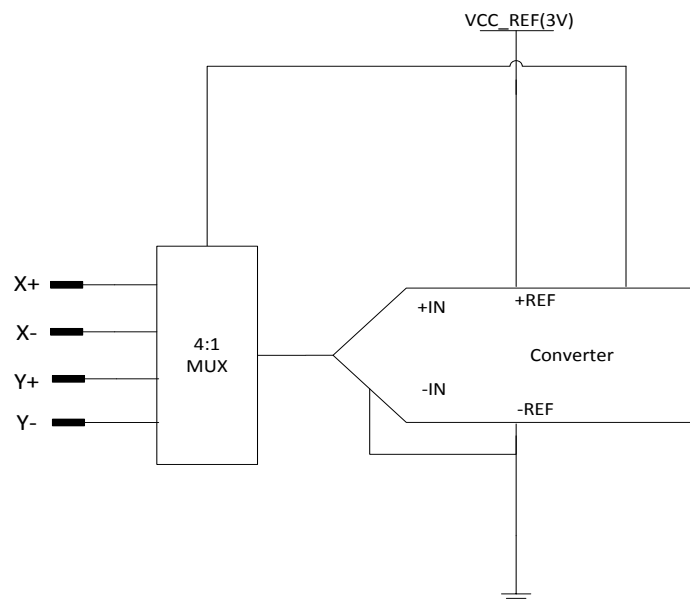 VCC_REF(3V)
X+
X-
Y+
Y-
4:1
MUX
+IN
+REF
Converter
-IN
-REF